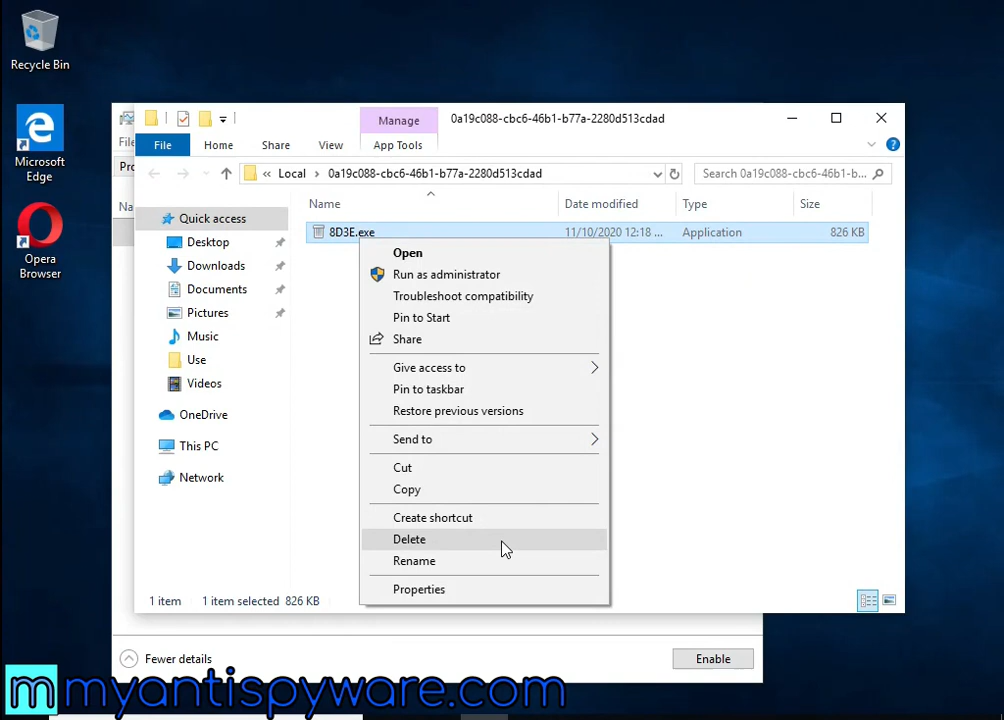 Recycle Bin
Microsoft
Edge
Opera
Browser
Fil
Pro
Na
Manage
0a19c088-cbc6-46b1-b77a-2280d513cdad
File
Home
Share
View
App Tools
« Local > 0a19c088-cbc6-46b1-b77a-2280d513cdad
Search 0a19c088-cbc6-46b1-b...
Name
Date modified
Type
Size
Quick access
Desktop
Downloads
Documents
Pictures
Music
Use
Videos
OneDrive
This PC
Network
8D3E.exe
11/10/2020 12:18 ...
Application
826 KB
Open
Run as administrator
Troubleshoot compatibility
Pin to Start
Share
Give access to
Pin to taskbar
Restore previous versions
Send to
Cut
Copy
Create shortcut
Delete
Rename
Properties
1 item
1 item selected 826 KB
Fewer details
Enable
m myantispyware.com